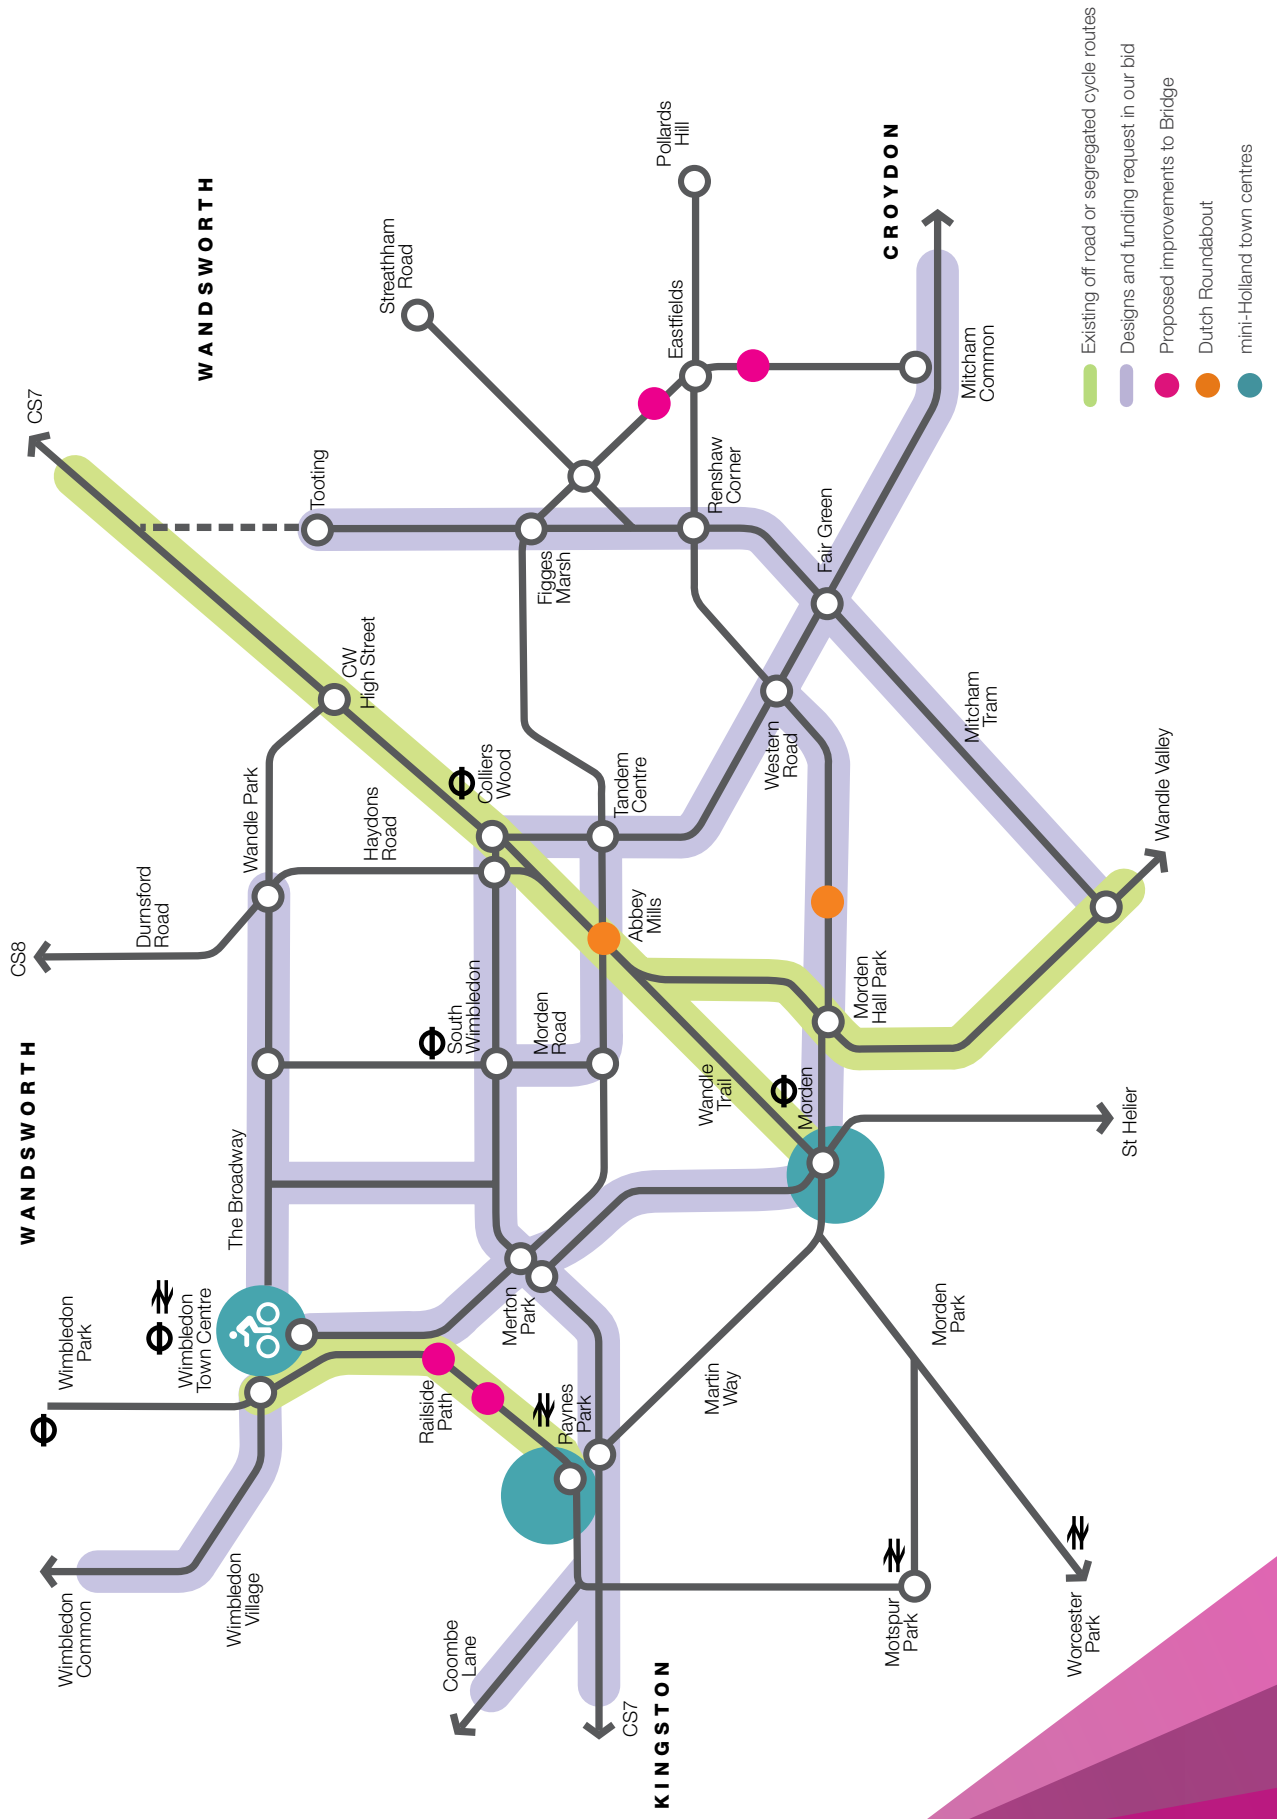 WANDSWORTH
WANDSWORTH
CS8
CS7
Wimbledon
Common
Wimbledon
Park
Wimbledon
Village
Wimbledon
Town Centre
The Broadway
Durnsford
Road
Wandle Park
Haydons
Road
CW
High Street
Tooting
Streathham
Road
Coombe
Lane
Railside
Path
Raynes
Park
Merton
Park
South
Wimbledon
Morden
Road
Colliers
Wood
Tandem
Centre
Abbey
Mills
Figges
Marsh
Eastfields
Pollards
Hill
Renshaw
Corner
CS7
KINGSTON
Martin
Way
Wandle
Trail
Morden
Morden
Hall Park
Western
Road
Fair Green
CROYDON
Mitcham
Common
Mitcham
Tram
Motspur
Park
Morden
Park
Worcester
Park
St Helier
Wandle Valley
Existing off road or segregated cycle routes
Designs and funding request in our bid
Proposed improvements to Bridge
Dutch Roundabout
mini-Holland town centres